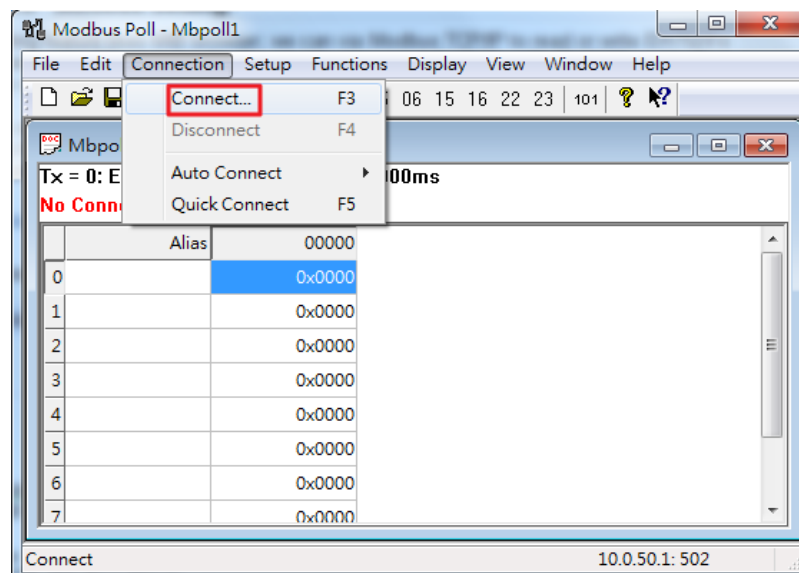 Modbus Poll - Mbpoll1
File Edit Connection Setup Functions Display View Window Help
Connect... F3
06 15 16 22 23 101
Disconnect F4
Mbpo
Auto Connect
Tx = 0: E 00ms
Quick Connect F5
No Conn
Alias 00000
0 0x0000
1 0x0000
2 0x0000
3 0x0000
4 0x0000
5 0x0000
6 0x0000
7 0x0000
Connect 10.0.50.1: 502